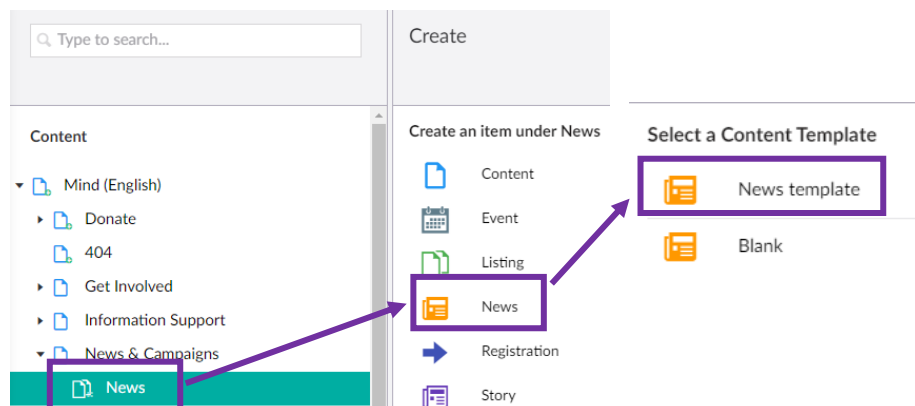 Type to search...
Content
Mind (English)
Donate
404
Get Involved
Information Support
News & Campaigns
News
Create
Create an item under News
Content
Event
Listing
News
Registration
Story
Select a Content Template
News template
Blank